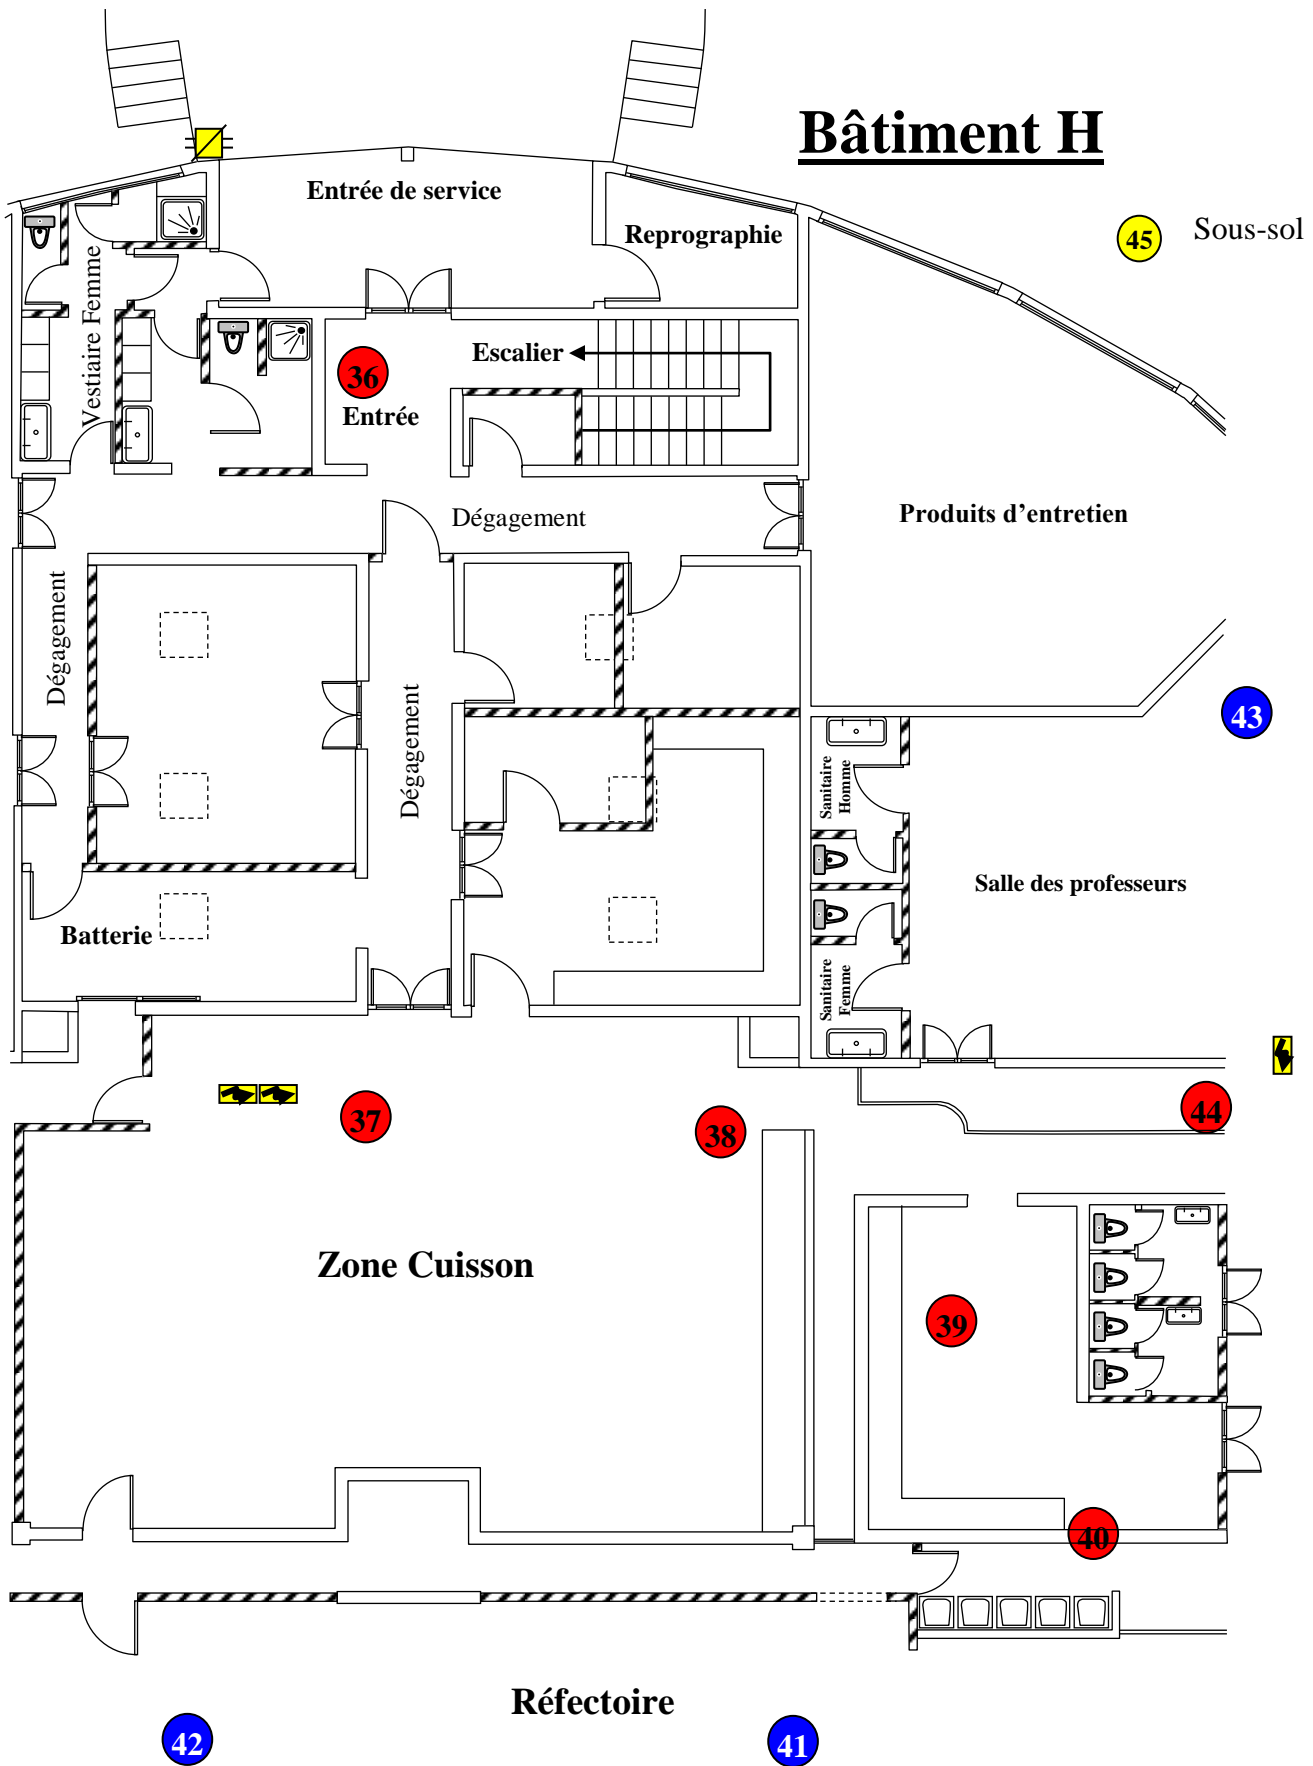 Bâtiment H
Entrée de service
Reprographie
45 Sous-sol
Vestiaire Femme
Escalier
36
Entrée
Dégagement
Produits d’entretien
Dégagement
Dégagement
43
Sanitaire
Homme
Salle des professeurs
Batterie
Sanitaire
Femme
37
38
44
Zone Cuisson
39
40
Réfectoire
42
41